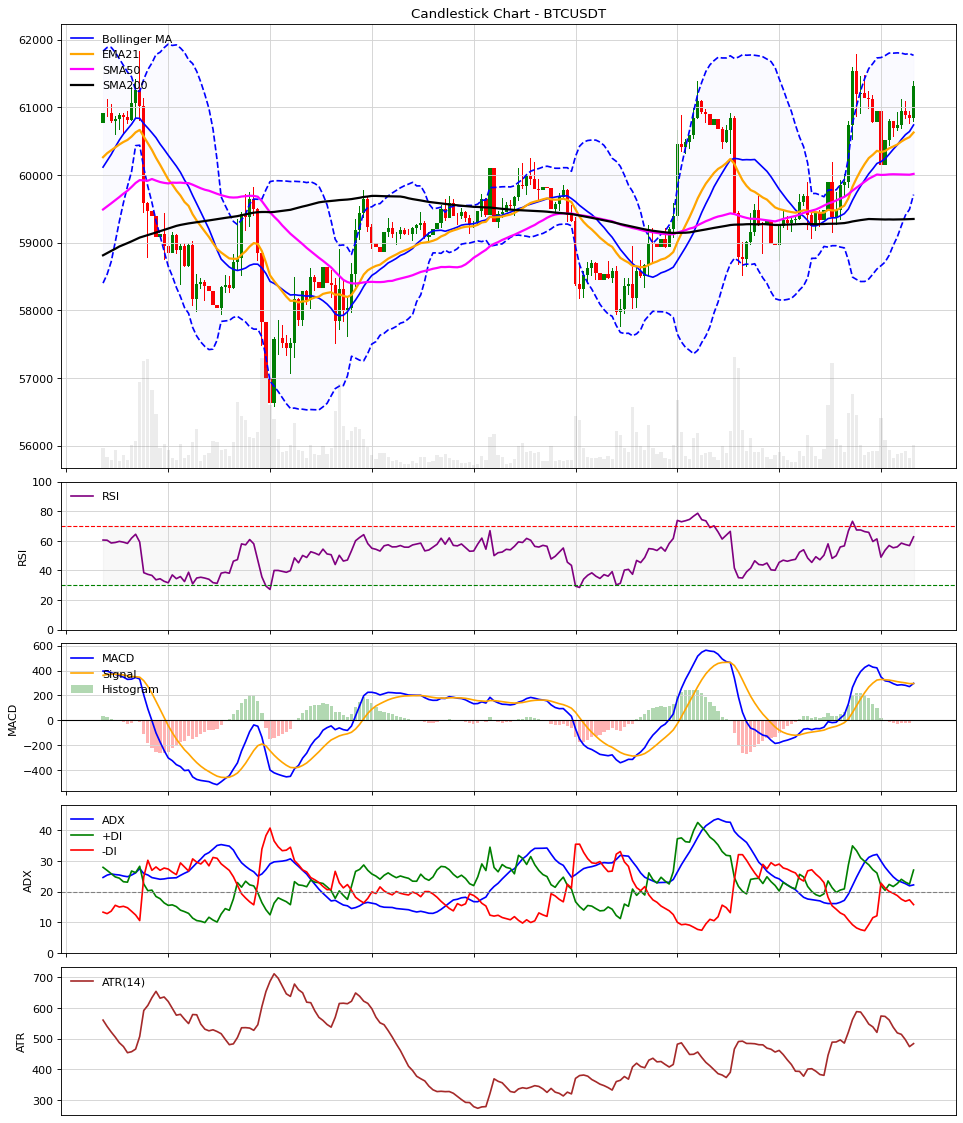 Candlestick Chart - BTCUSDT
62000
61000
60000
59000
58000
57000
56000
Bollinger MA
EMA21
SMA50
SMA200
100
80
60
40
20
0
RSI
RSI
600
400
200
0
−200
−400
MACD
MACD
Signal
Histogram
40
30
20
10
0
ADX
ADX
+DI
-DI
700
600
500
400
300
ATR
ATR(14)